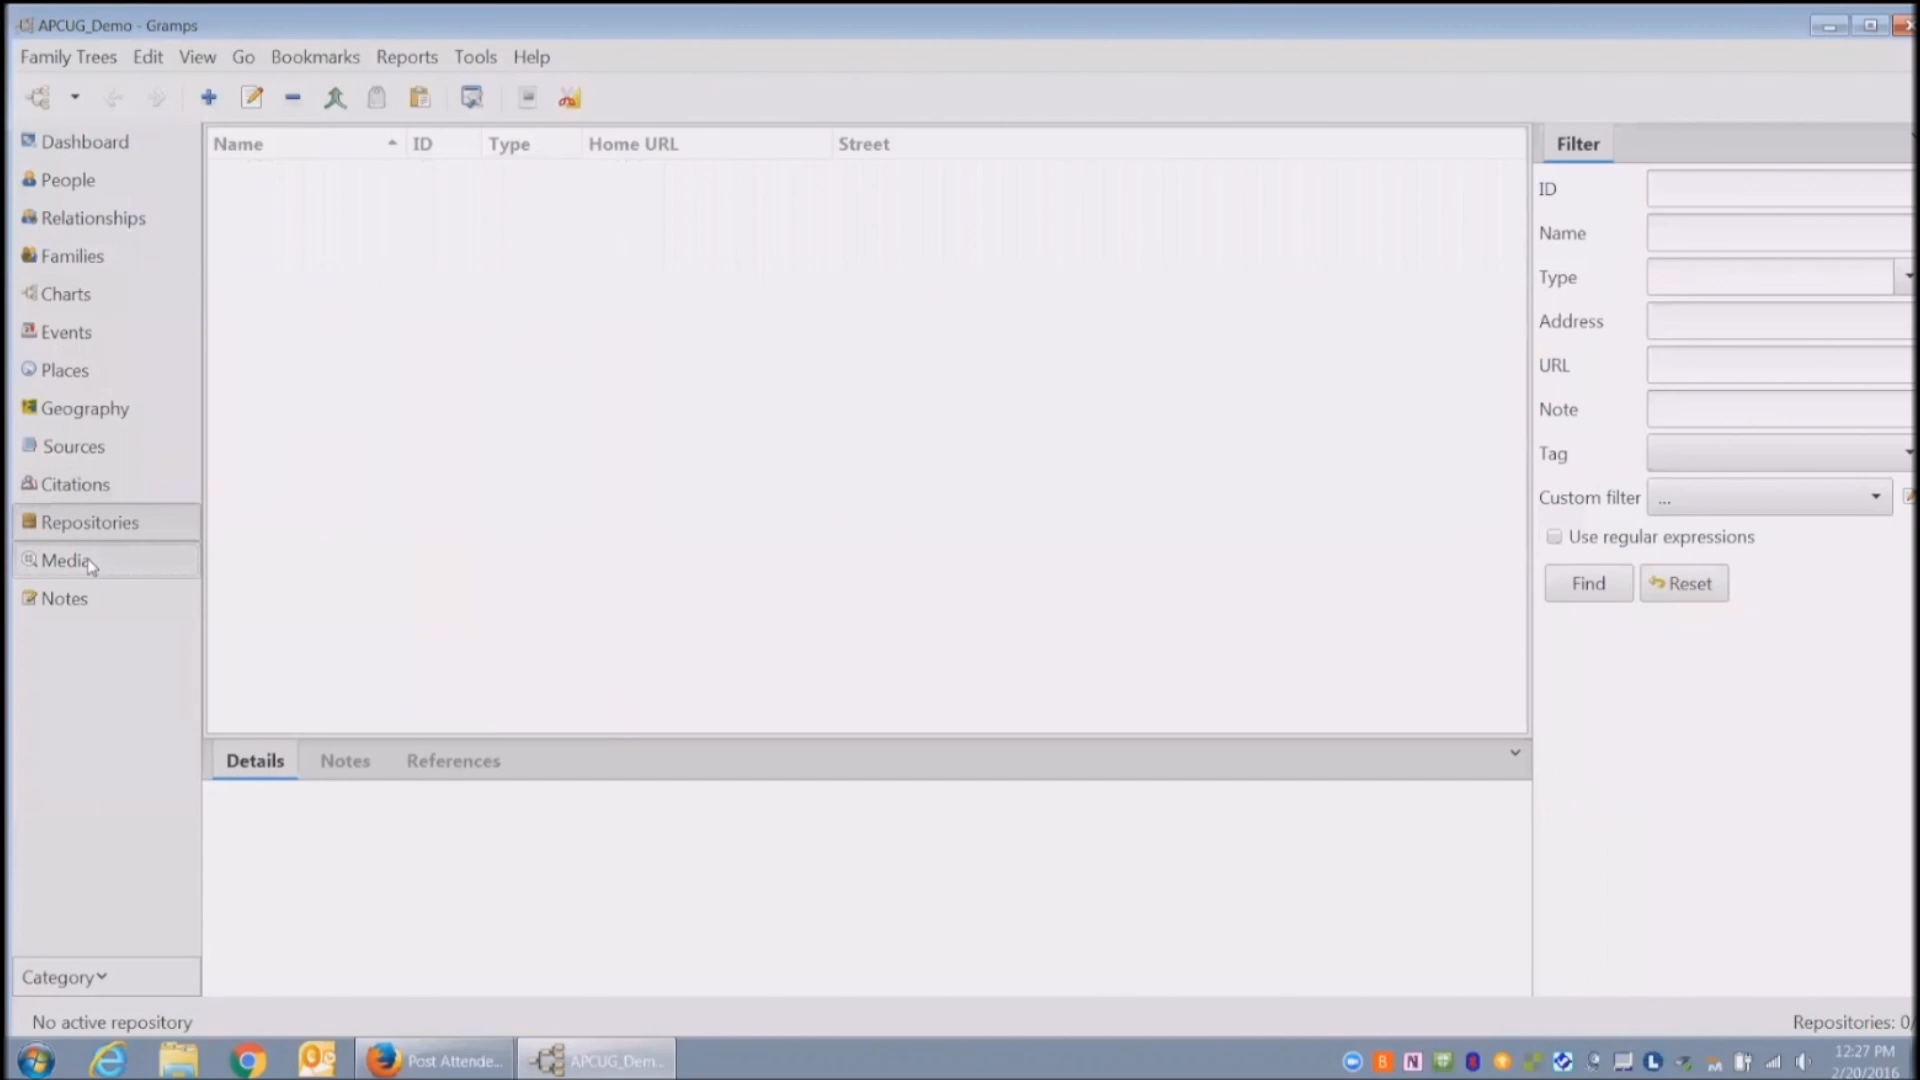 APCUG_Demo - Gramps
Family Trees Edit View Go Bookmarks Reports Tools Help
Dashboard
People
Relationships
Families
Charts
Events
Places
Geography
Sources
Citations
Repositories
Media
Notes
Category
Name ID Type Home URL Street
Filter
ID
Name
Type
Address
URL
Note
Tag
Custom filter ...
Use regular expressions
Find Reset
Details Notes References
No active repository
Repositories: 0/
Post Attende...
APCUG_Dem...
12:27 PM
2/20/2016